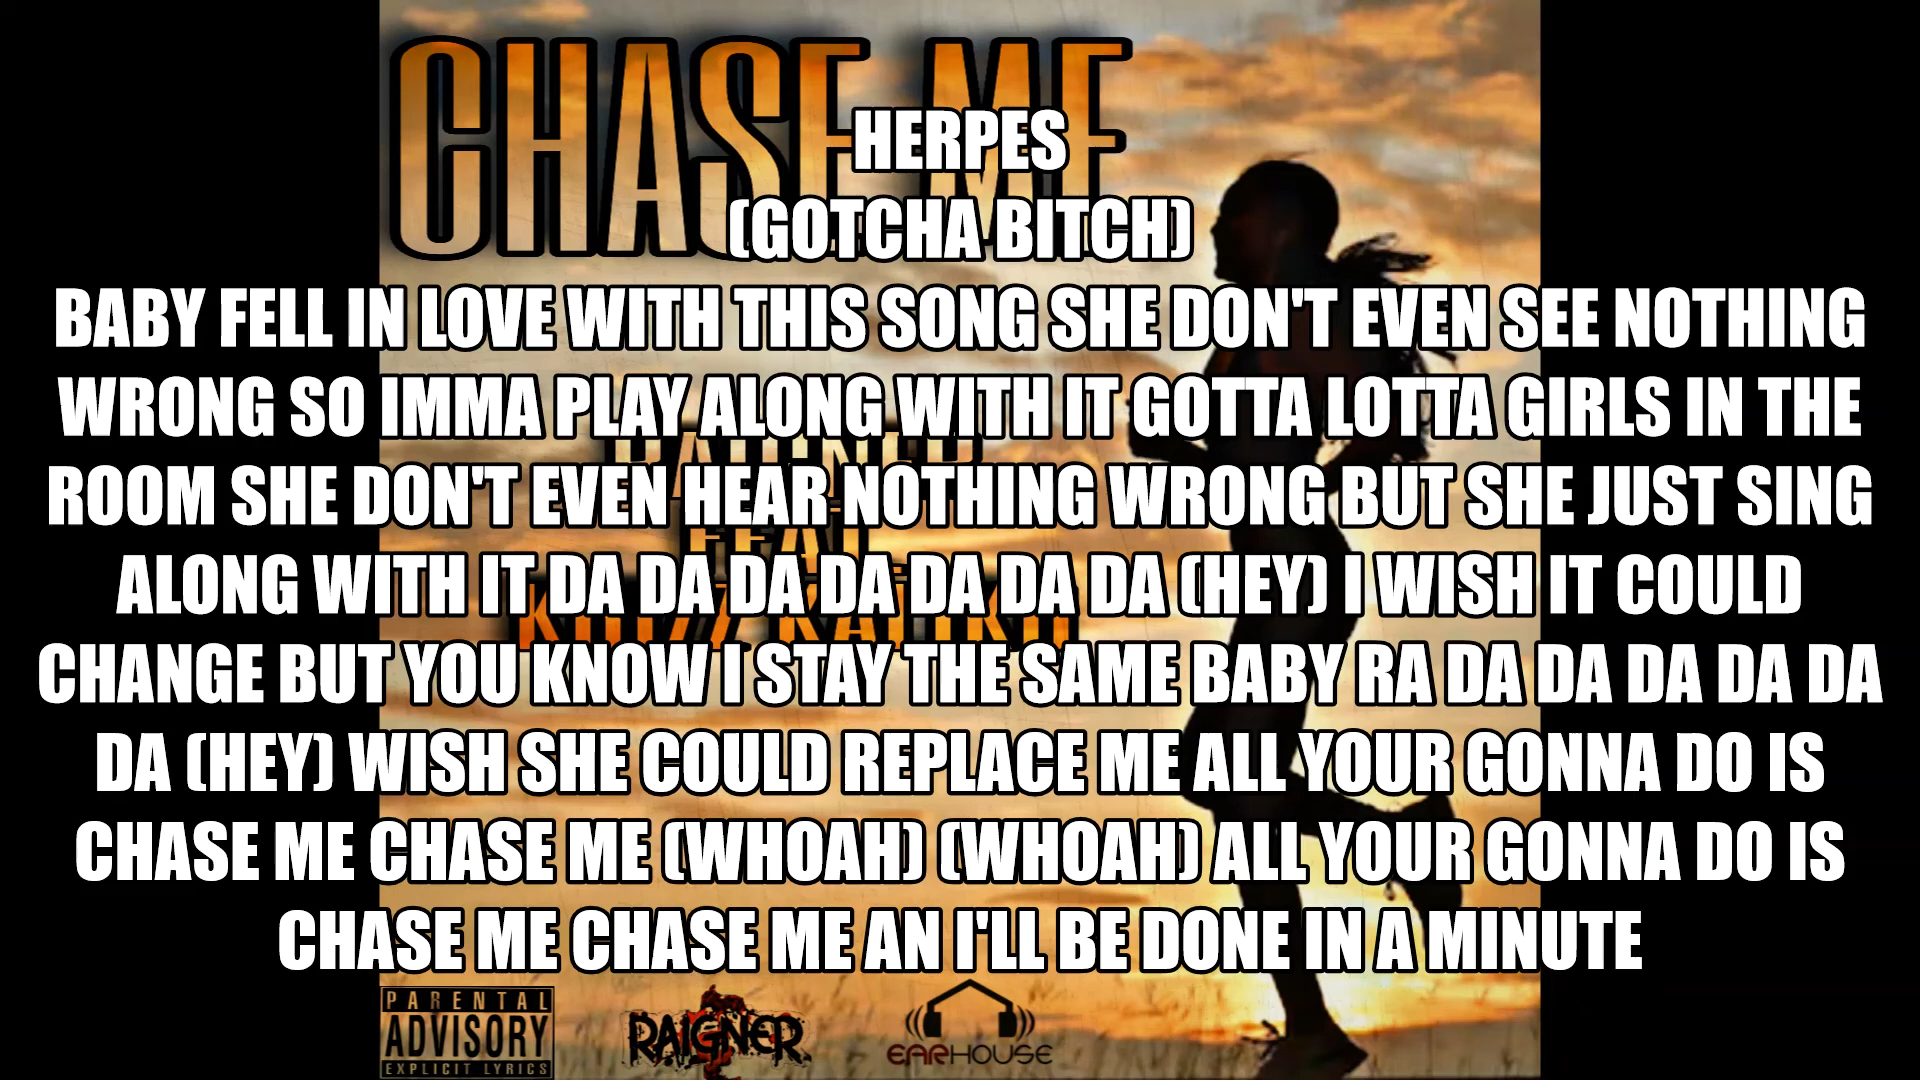 CHASE ME
HERPES
(GOTCHA BITCH)
BABY FELL IN LOVE WITH THIS SONG SHE DON'T EVEN SEE NOTHING
WRONG SO IMMA PLAY ALONG WITH IT GOTTA LOTTA GIRLS IN THE
ROOM SHE DON'T EVEN HEAR NOTHING WRONG BUT SHE JUST SING
ALONG WITH IT DA DA DA DA DA DA DA (HEY) I WISH IT COULD
CHANGE BUT YOU KNOW I STAY THE SAME BABY RA DA DA DA DA DA
DA (HEY) WISH SHE COULD REPLACE ME ALL YOUR GONNA DO IS
CHASE ME CHASE ME (WHOAH) (WHOAH) ALL YOUR GONNA DO IS
CHASE ME CHASE ME AN I'LL BE DONE IN A MINUTE
RAIGNER
FEAT.
PARENTAL
ADVISORY
EXPLICIT LYRICS
RAIGNER
EARHOUSE